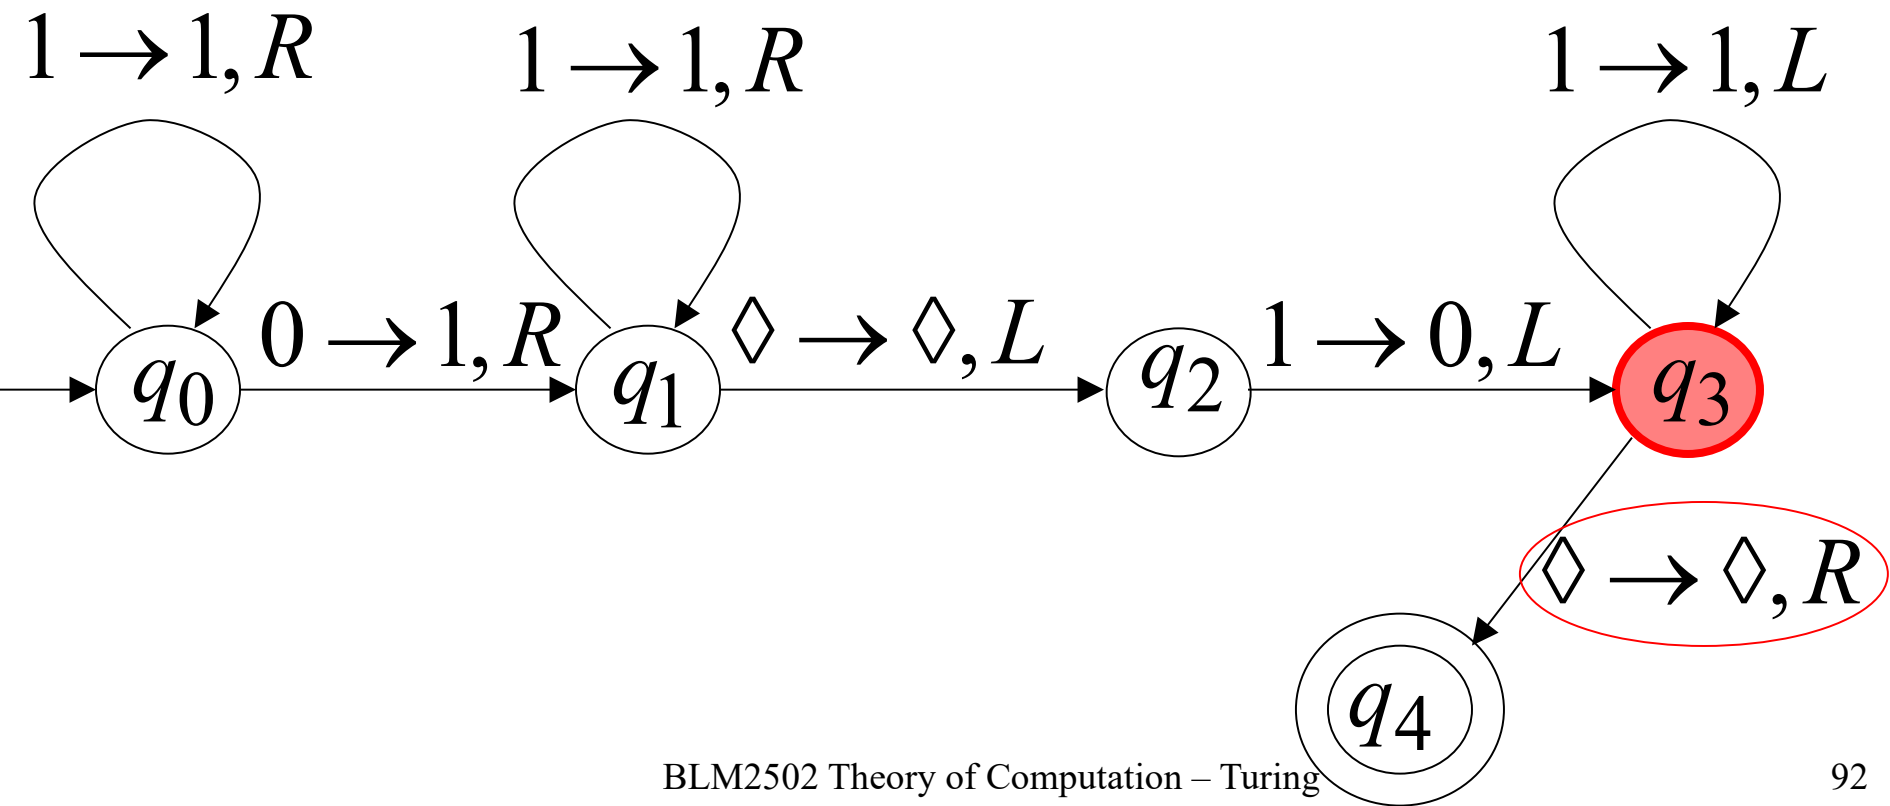 1 → 1, R 1 → 1, R 1 → 1, L
0 → 1, R ◊ → ◊, L 1 → 0, L
q0 q1 q2 q3
◊ → ◊, R
q4
BLM2502 Theory of Computation – Turing 92